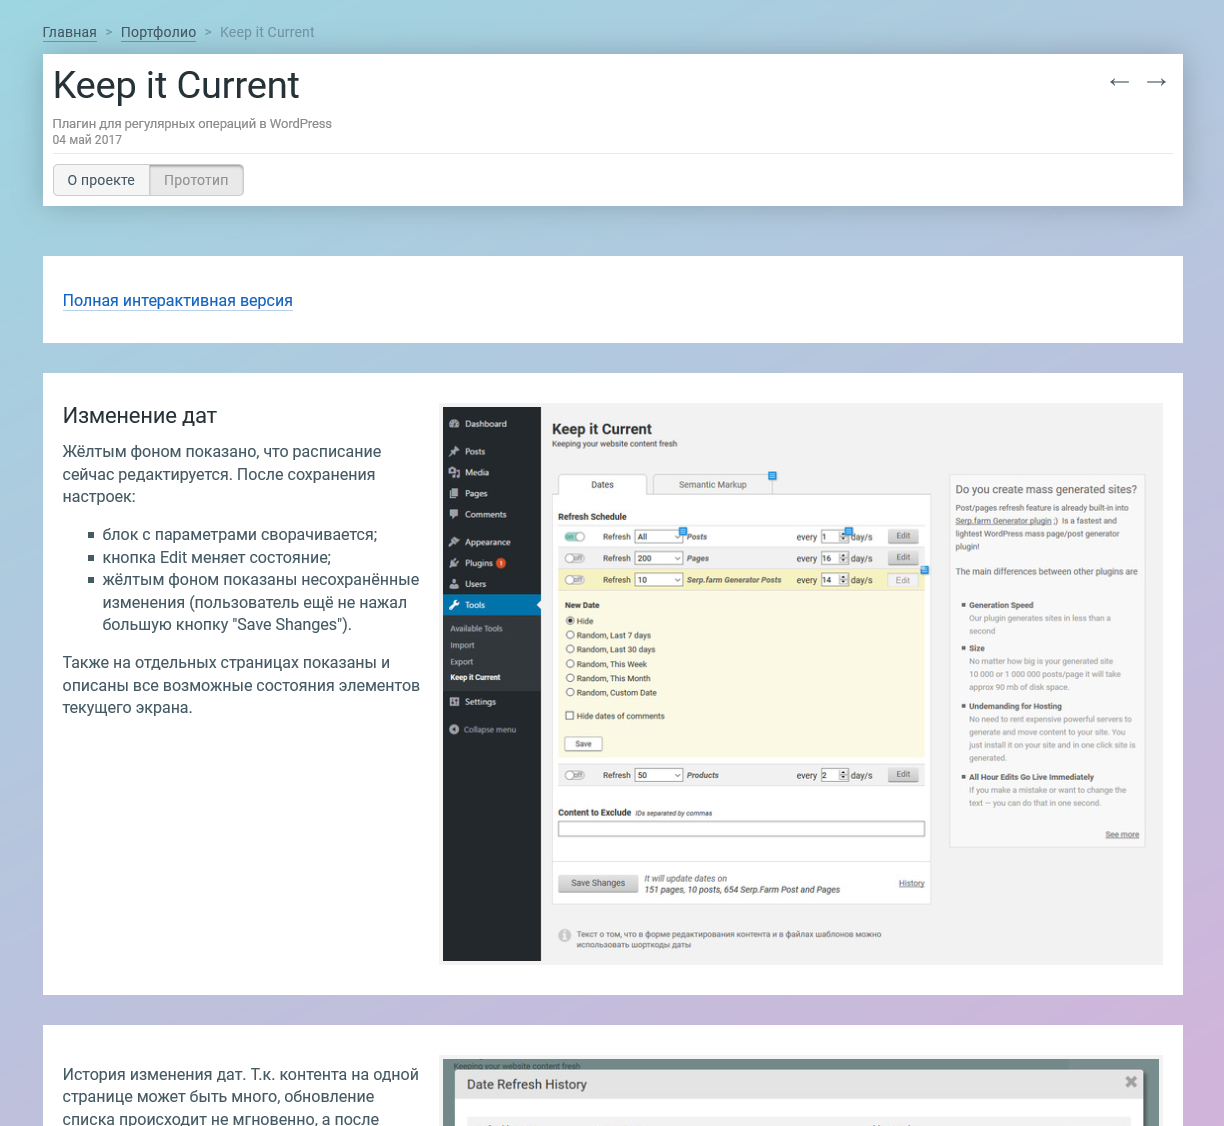 Главная > Портфолио > Keep it Current
Keep it Current
Плагин для регулярных операций в WordPress
04 май 2017
О проекте
Прототип
Полная интерактивная версия
Изменение дат
Жёлтым фоном показано, что расписание
сейчас редактируется. После сохранения
настроек:
блок с параметрами сворачивается;
кнопка Edit меняет состояние;
жёлтым фоном показаны несохранённые
изменения (пользователь ещё не нажал
большую кнопку "Save Shanges").
Также на отдельных страницах показаны и
описаны все возможные состояния элементов
текущего экрана.
Dashboard
Posts
Media
Pages
Comments
Appearance
Plugins 1
Users
Tools
Available Tools
Import
Export
Keep it Current
Settings
Collapse menu
Keep it Current
Keeping your website content fresh
Dates
Semantic Markup
Refresh Schedule
on Refresh All Posts every 1 day/s Edit
off Refresh 200 Pages every 16 day/s Edit
off Refresh 10 Serp.farm Generator Posts every 14 day/s Edit
New Date
Hide
Random, Last 7 days
Random, Last 30 days
Random, This Week
Random, This Month
Random, Custom Date
Hide dates of comments
Save
off Refresh 50 Products every 2 day/s Edit
Content to Exclude IDs separated by commas
Save Shanges
It will update dates on
151 pages, 10 posts, 654 Serp.Farm Post and Pages
History
Текст о том, что в форме редактирования контента и в файлах шаблонов можно
использовать шорткоды даты
Do you create mass generated sites?
Post/pages refresh feature is already built-in into
Serp.farm Generator plugin ;) Is a fastest and
lightest WordPress mass page/post generator
plugin!
The main differences between other plugins are
Generation Speed
Our plugin generates sites in less than a
second
Size
No matter how big is your generated site
10 000 or 1 000 000 posts/page it will take
approx 90 mb of disk space.
Undemanding for Hosting
No need to rent expensive powerful servers to
generate and move content to your site. You
just install it on your site and in one click site is
generated.
All Hour Edits Go Live Immediately
If you make a mistake or want to change the
text — you can do that in one second.
See more
История изменения дат. Т.к. контента на одной
странице может быть много, обновление
списка происходит не мгновенно, а после
Keeping your website content fresh
Date Refresh History